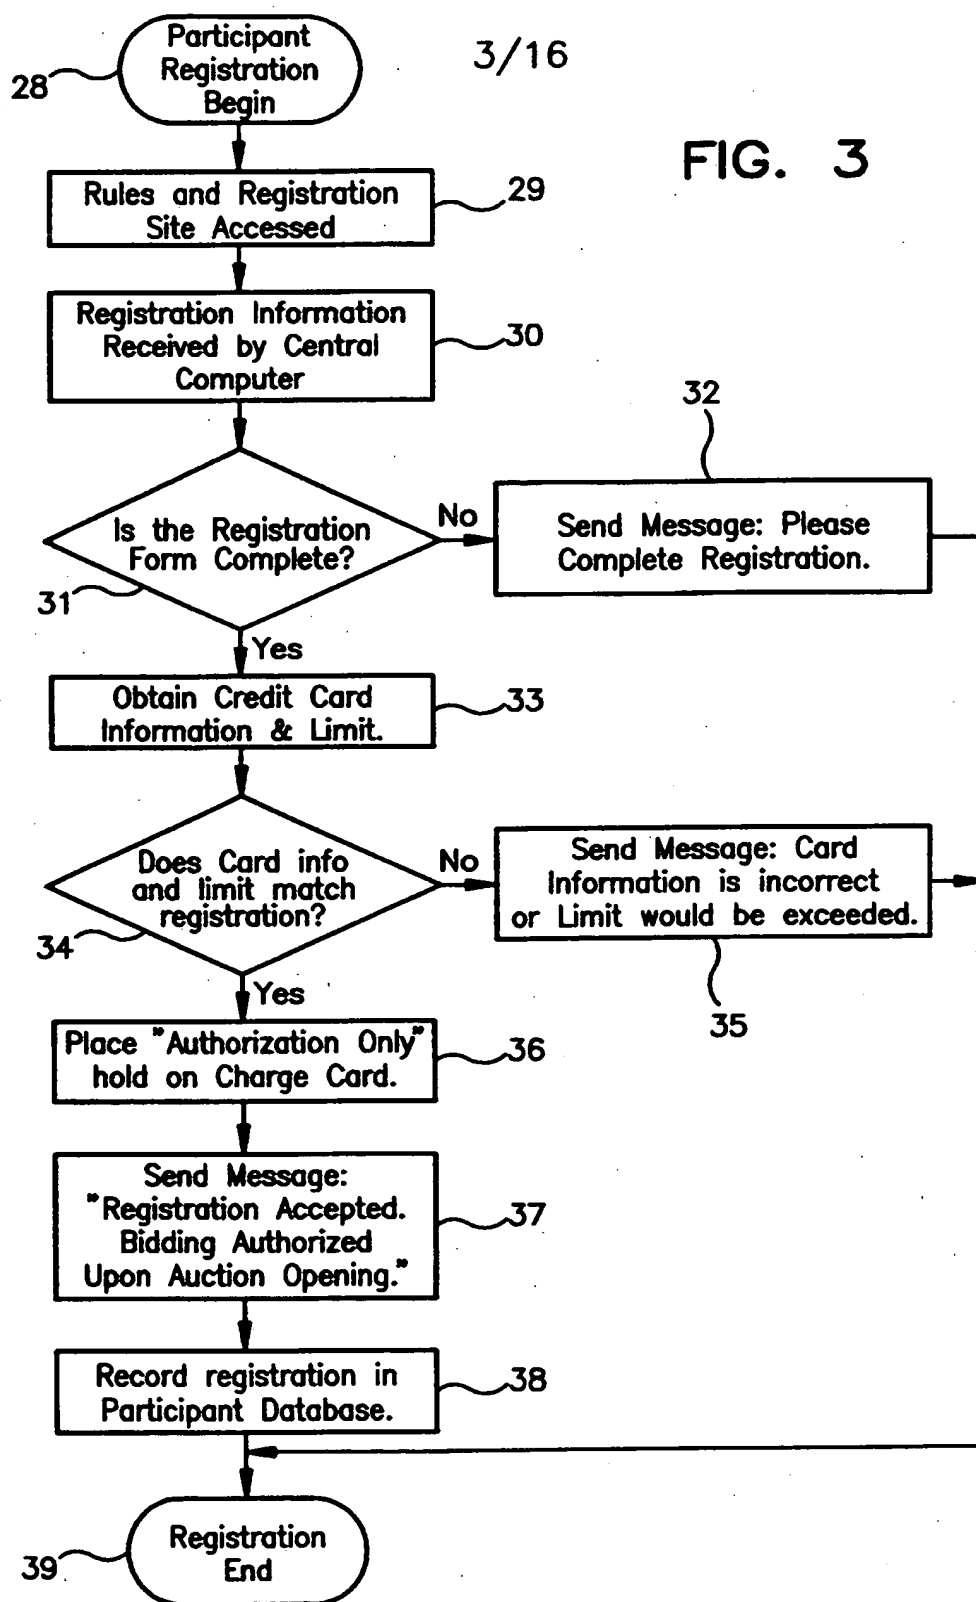 Participant
Registration
Begin
28
3/16
FIG. 3
Rules and Registration
Site Accessed
29
Registration Information
Received by Central
Computer
30
Is the Registration
Form Complete?
31
No
32
Send Message: Please
Complete Registration.
Yes
Obtain Credit Card
Information & Limit.
33
Does Card info
and limit match
registration?
34
No
Send Message: Card
Information is incorrect
or Limit would be exceeded.
35
Yes
Place "Authorization Only"
hold on Charge Card.
36
Send Message:
"Registration Accepted.
Bidding Authorized
Upon Auction Opening."
37
Record registration in
Participant Database.
38
Registration
End
39